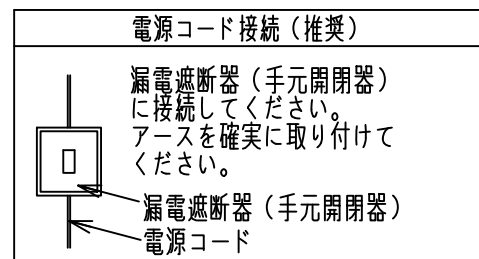 電源コード接続（推奨）
漏電遮断器（手元開閉器）
に接続してください。
アースを確実に取り付けて
ください。
漏電遮断器（手元開閉器）
電源コード